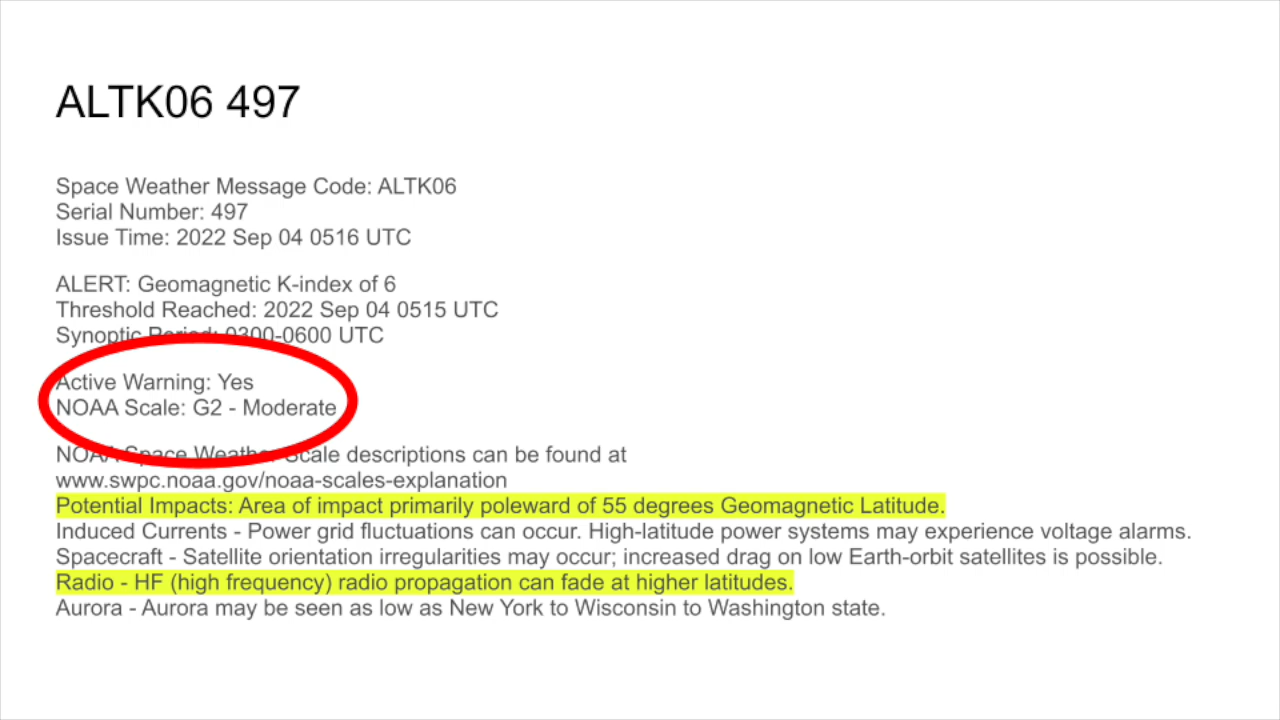 ALTK06 497
Space Weather Message Code: ALTK06
Serial Number: 497
Issue Time: 2022 Sep 04 0516 UTC
ALERT: Geomagnetic K-index of 6
Threshold Reached: 2022 Sep 04 0515 UTC
Synoptic Period: 0300-0600 UTC
Active Warning: Yes
NOAA Scale: G2 - Moderate
NOAA Space Weather Scale descriptions can be found at
www.swpc.noaa.gov/noaa-scales-explanation
Potential Impacts: Area of impact primarily poleward of 55 degrees Geomagnetic Latitude.
Induced Currents - Power grid fluctuations can occur. High-latitude power systems may experience voltage alarms.
Spacecraft - Satellite orientation irregularities may occur; increased drag on low Earth-orbit satellites is possible.
Radio - HF (high frequency) radio propagation can fade at higher latitudes.
Aurora - Aurora may be seen as low as New York to Wisconsin to Washington state.